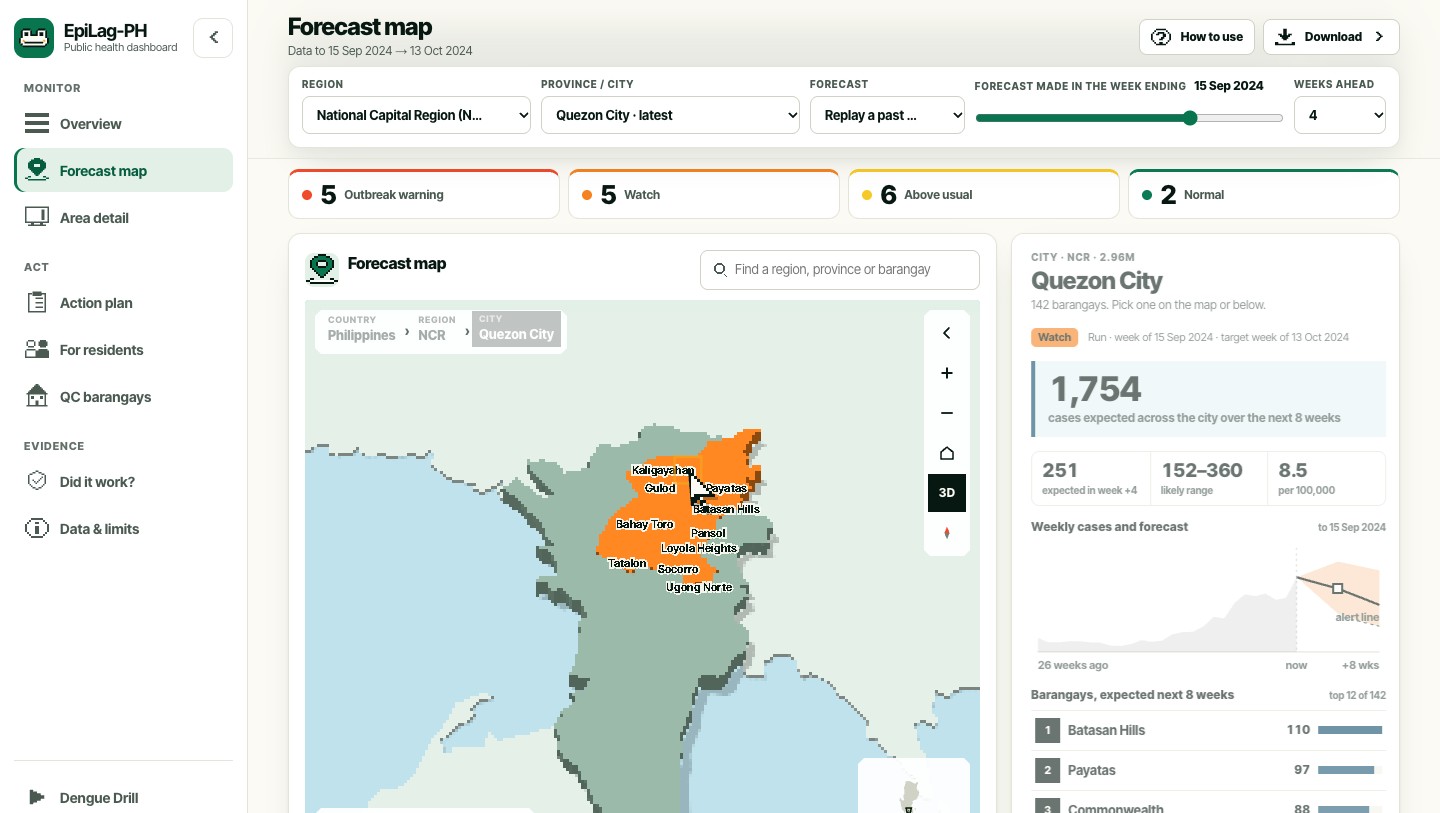 EpiLag-PH
Public health dashboard
MONITOR
Overview
Forecast map
Area detail
ACT
Action plan
For residents
QC barangays
EVIDENCE
Did it work?
Data & limits
Dengue Drill
Forecast map
Data to 15 Sep 2024 → 13 Oct 2024
How to use
Download
REGION
National Capital Region (N...
PROVINCE / CITY
Quezon City · latest
FORECAST
Replay a past ...
FORECAST MADE IN THE WEEK ENDING 15 Sep 2024
WEEKS AHEAD
4
5 Outbreak warning
5 Watch
6 Above usual
2 Normal
Forecast map
Find a region, province or barangay
COUNTRY
Philippines
REGION
NCR
CITY
Quezon City
3D
Kaligayahan
Gulod
Payatas
Batasan Hills
Bahay Toro
Pansol
Loyola Heights
Tatalon
Socorro
Ugong Norte
CITY · NCR · 2.96M
Quezon City
142 barangays. Pick one on the map or below.
Watch
Run · week of 15 Sep 2024 · target week of 13 Oct 2024
1,754
cases expected across the city over the next 8 weeks
251
expected in week +4
152–360
likely range
8.5
per 100,000
Weekly cases and forecast
to 15 Sep 2024
alert line
26 weeks ago
now
+8 wks
Barangays, expected next 8 weeks
top 12 of 142
1 Batasan Hills 110
2 Payatas 97
3 Commonwealth 88